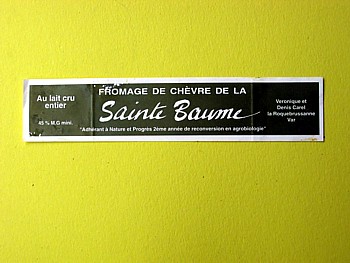 Au lait cru
entier
45 % M.G mini.
FROMAGE DE CHÈVRE DE LA
Sainte Baume
"Adhérant à Nature et Progrès 2ème année de reconversion en agrobiologie"
Veronique et
Denis Carel
la Roquebrussanne
Var